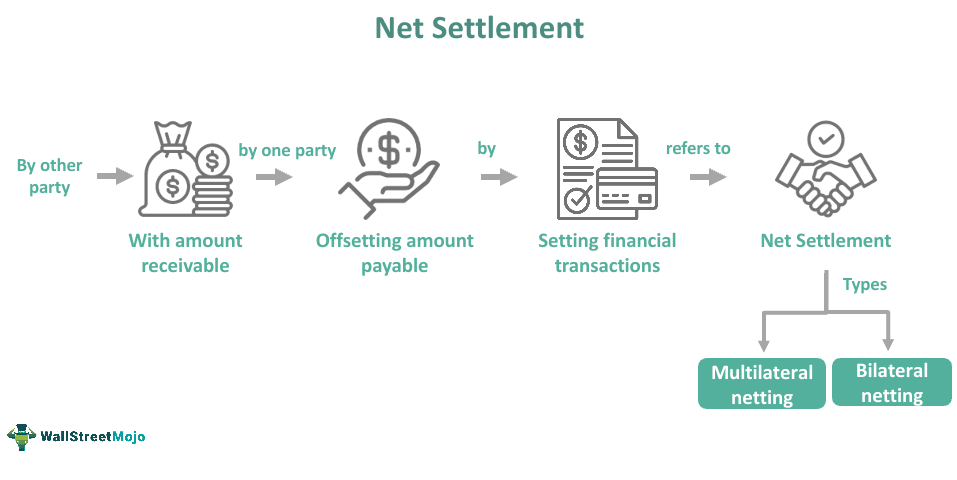 Net Settlement
By other
party
by one party
by
refers to
With amount
receivable
Offsetting amount
payable
Setting financial
transactions
Net Settlement
Types
Multilateral
netting
Bilateral
netting
WallStreetMojo